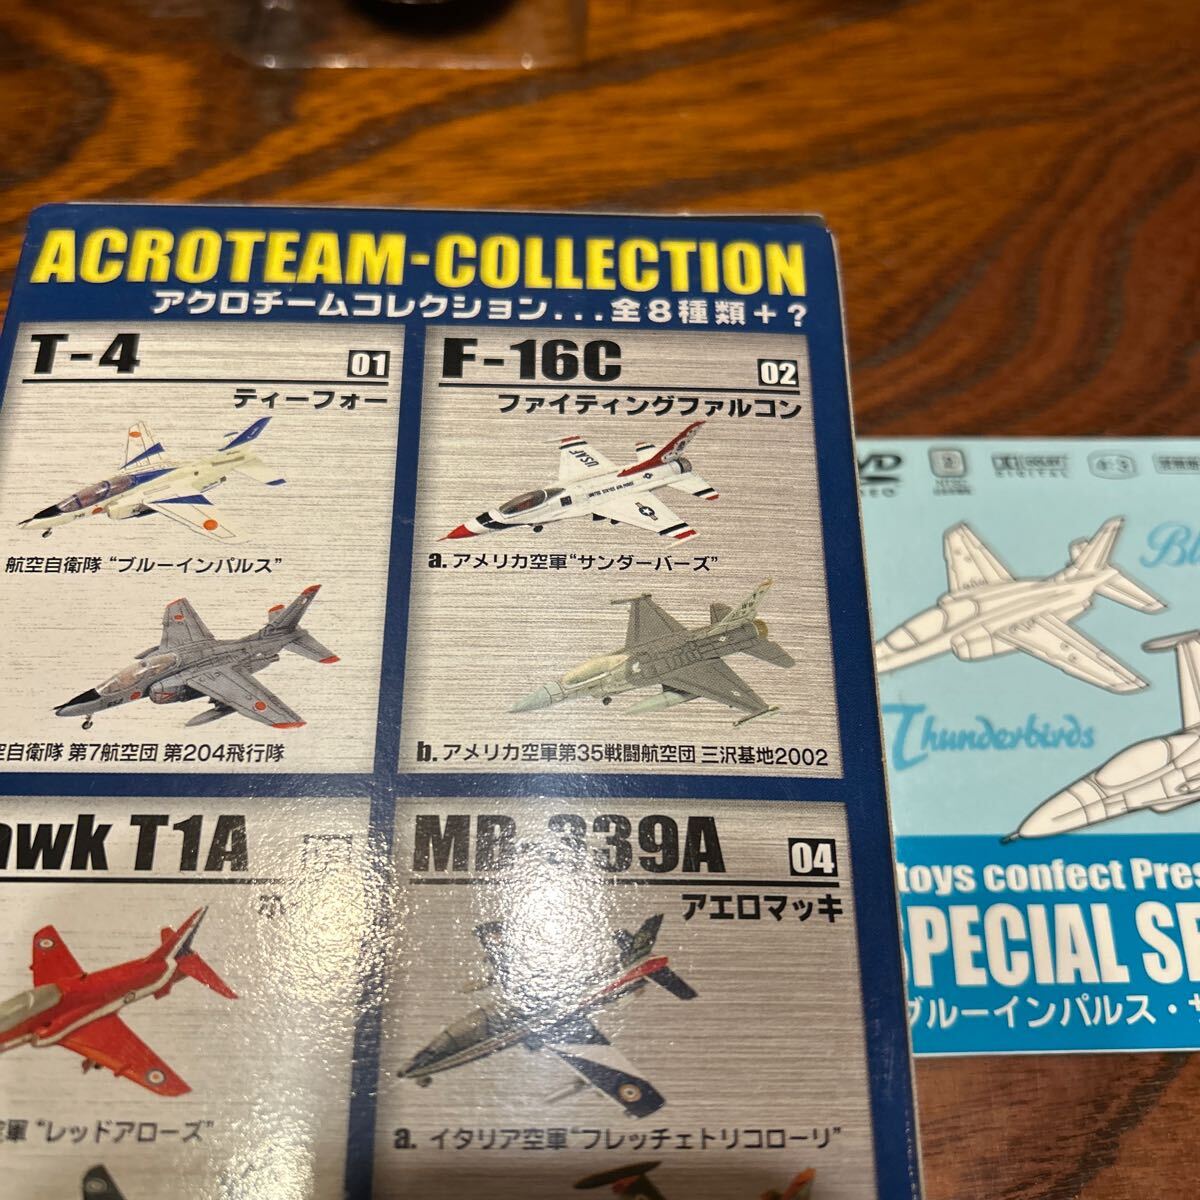 ACROTEAM-COLLECTION
アクロチームコレクション...全8種類+?
T-4
01
ティーフォー
航空自衛隊 "ブルーインパルス"
空自衛隊 第7航空団 第204飛行隊
F-16C
02
ファイティングファルコン
USAF
a. アメリカ空軍"サンダーバーズ"
b. アメリカ空軍第35戦闘航空団 三沢基地2002
awk T1A
空軍 "レッドアローズ"
MB-339A
04
アエロマッキ
a. イタリア空軍"フレッチェトリコローリ"
DIGITAL
4:3
Thunderbirds
toys confect Pres
SPECIAL SE
ブルーインパルス・サ